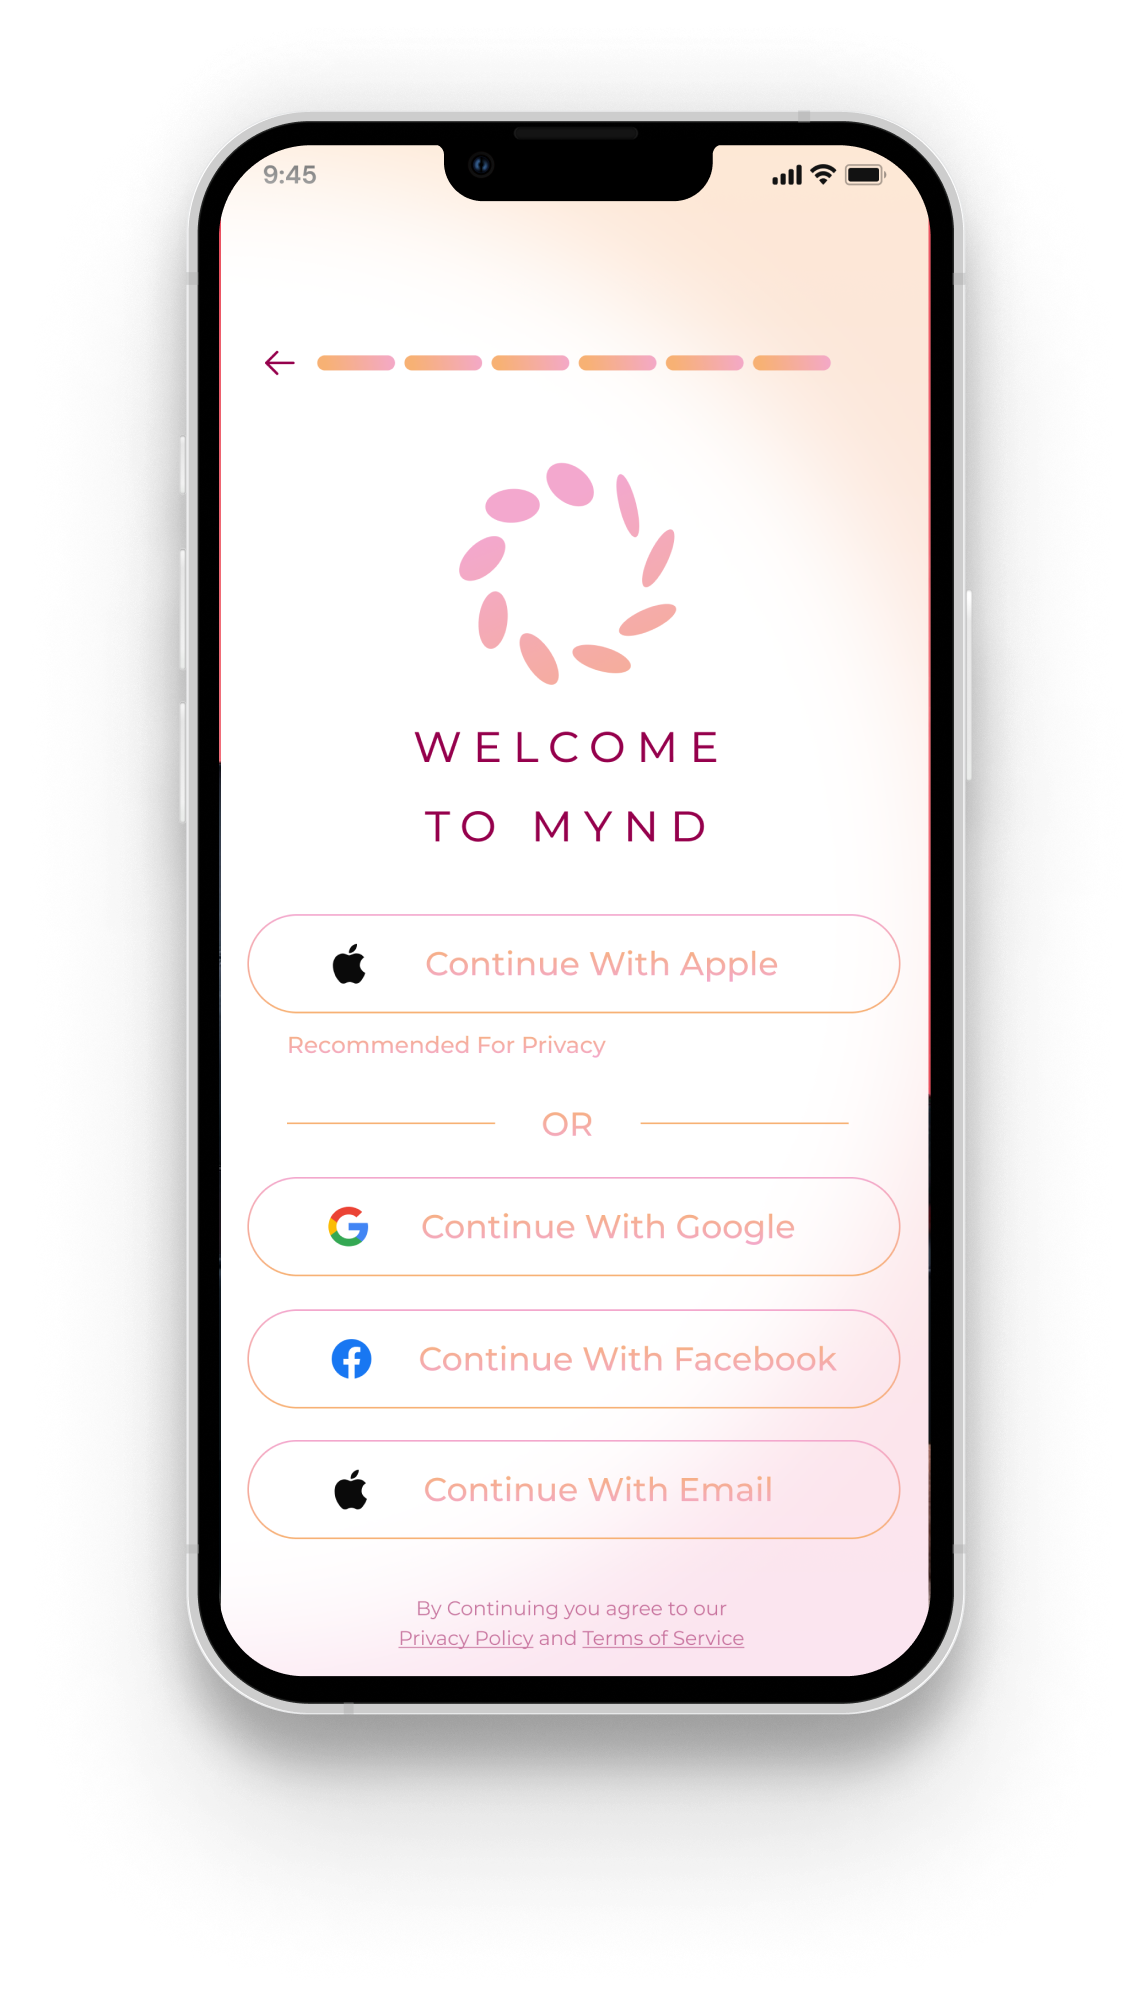 9:45
WELCOME
TO MYND
Continue With Apple
Recommended For Privacy
OR
Continue With Google
Continue With Facebook
Continue With Email
By Continuing you agree to our
Privacy Policy and Terms of Service